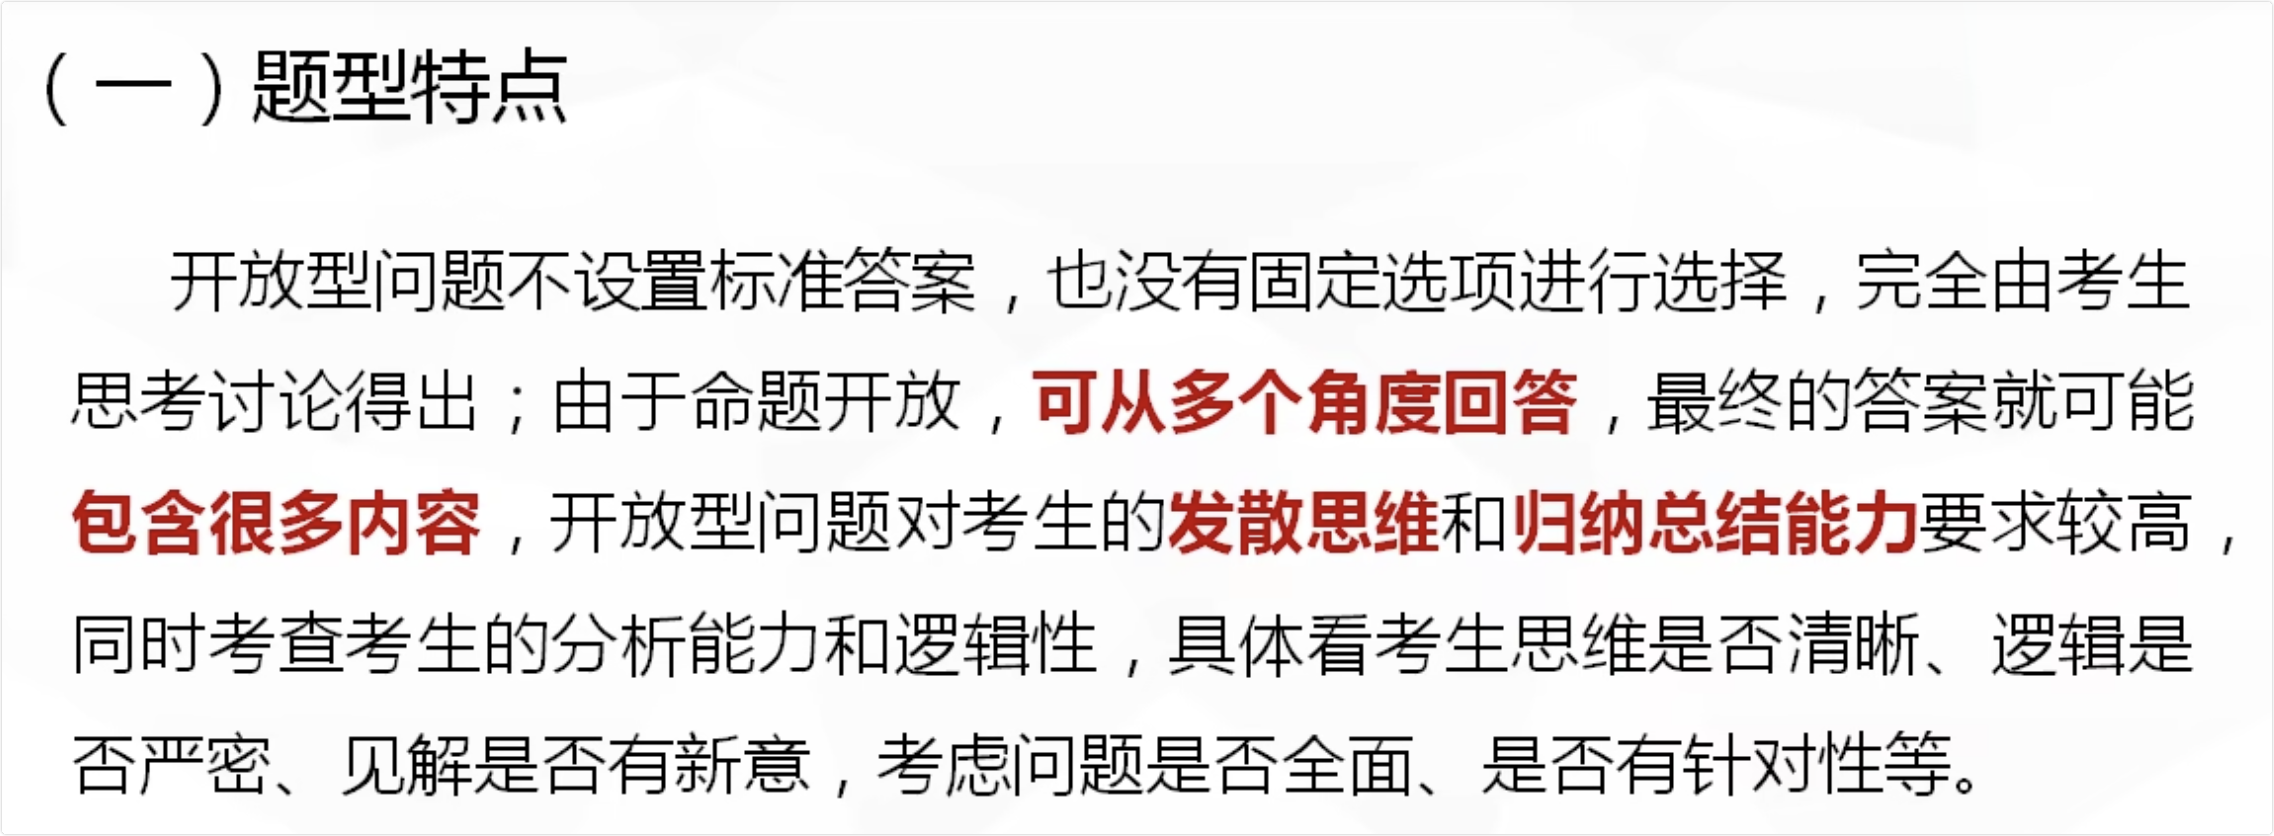 （一）题型特点
开放型问题不设置标准答案，也没有固定选项进行选择，完全由考生
思考讨论得出；由于命题开放，可从多个角度回答，最终的答案就可能
包含很多内容，开放型问题对考生的发散思维和归纳总结能力要求较高，
同时考查考生的分析能力和逻辑性，具体看考生思维是否清晰、逻辑是
否严密、见解是否有新意，考虑问题是否全面、是否有针对性等。